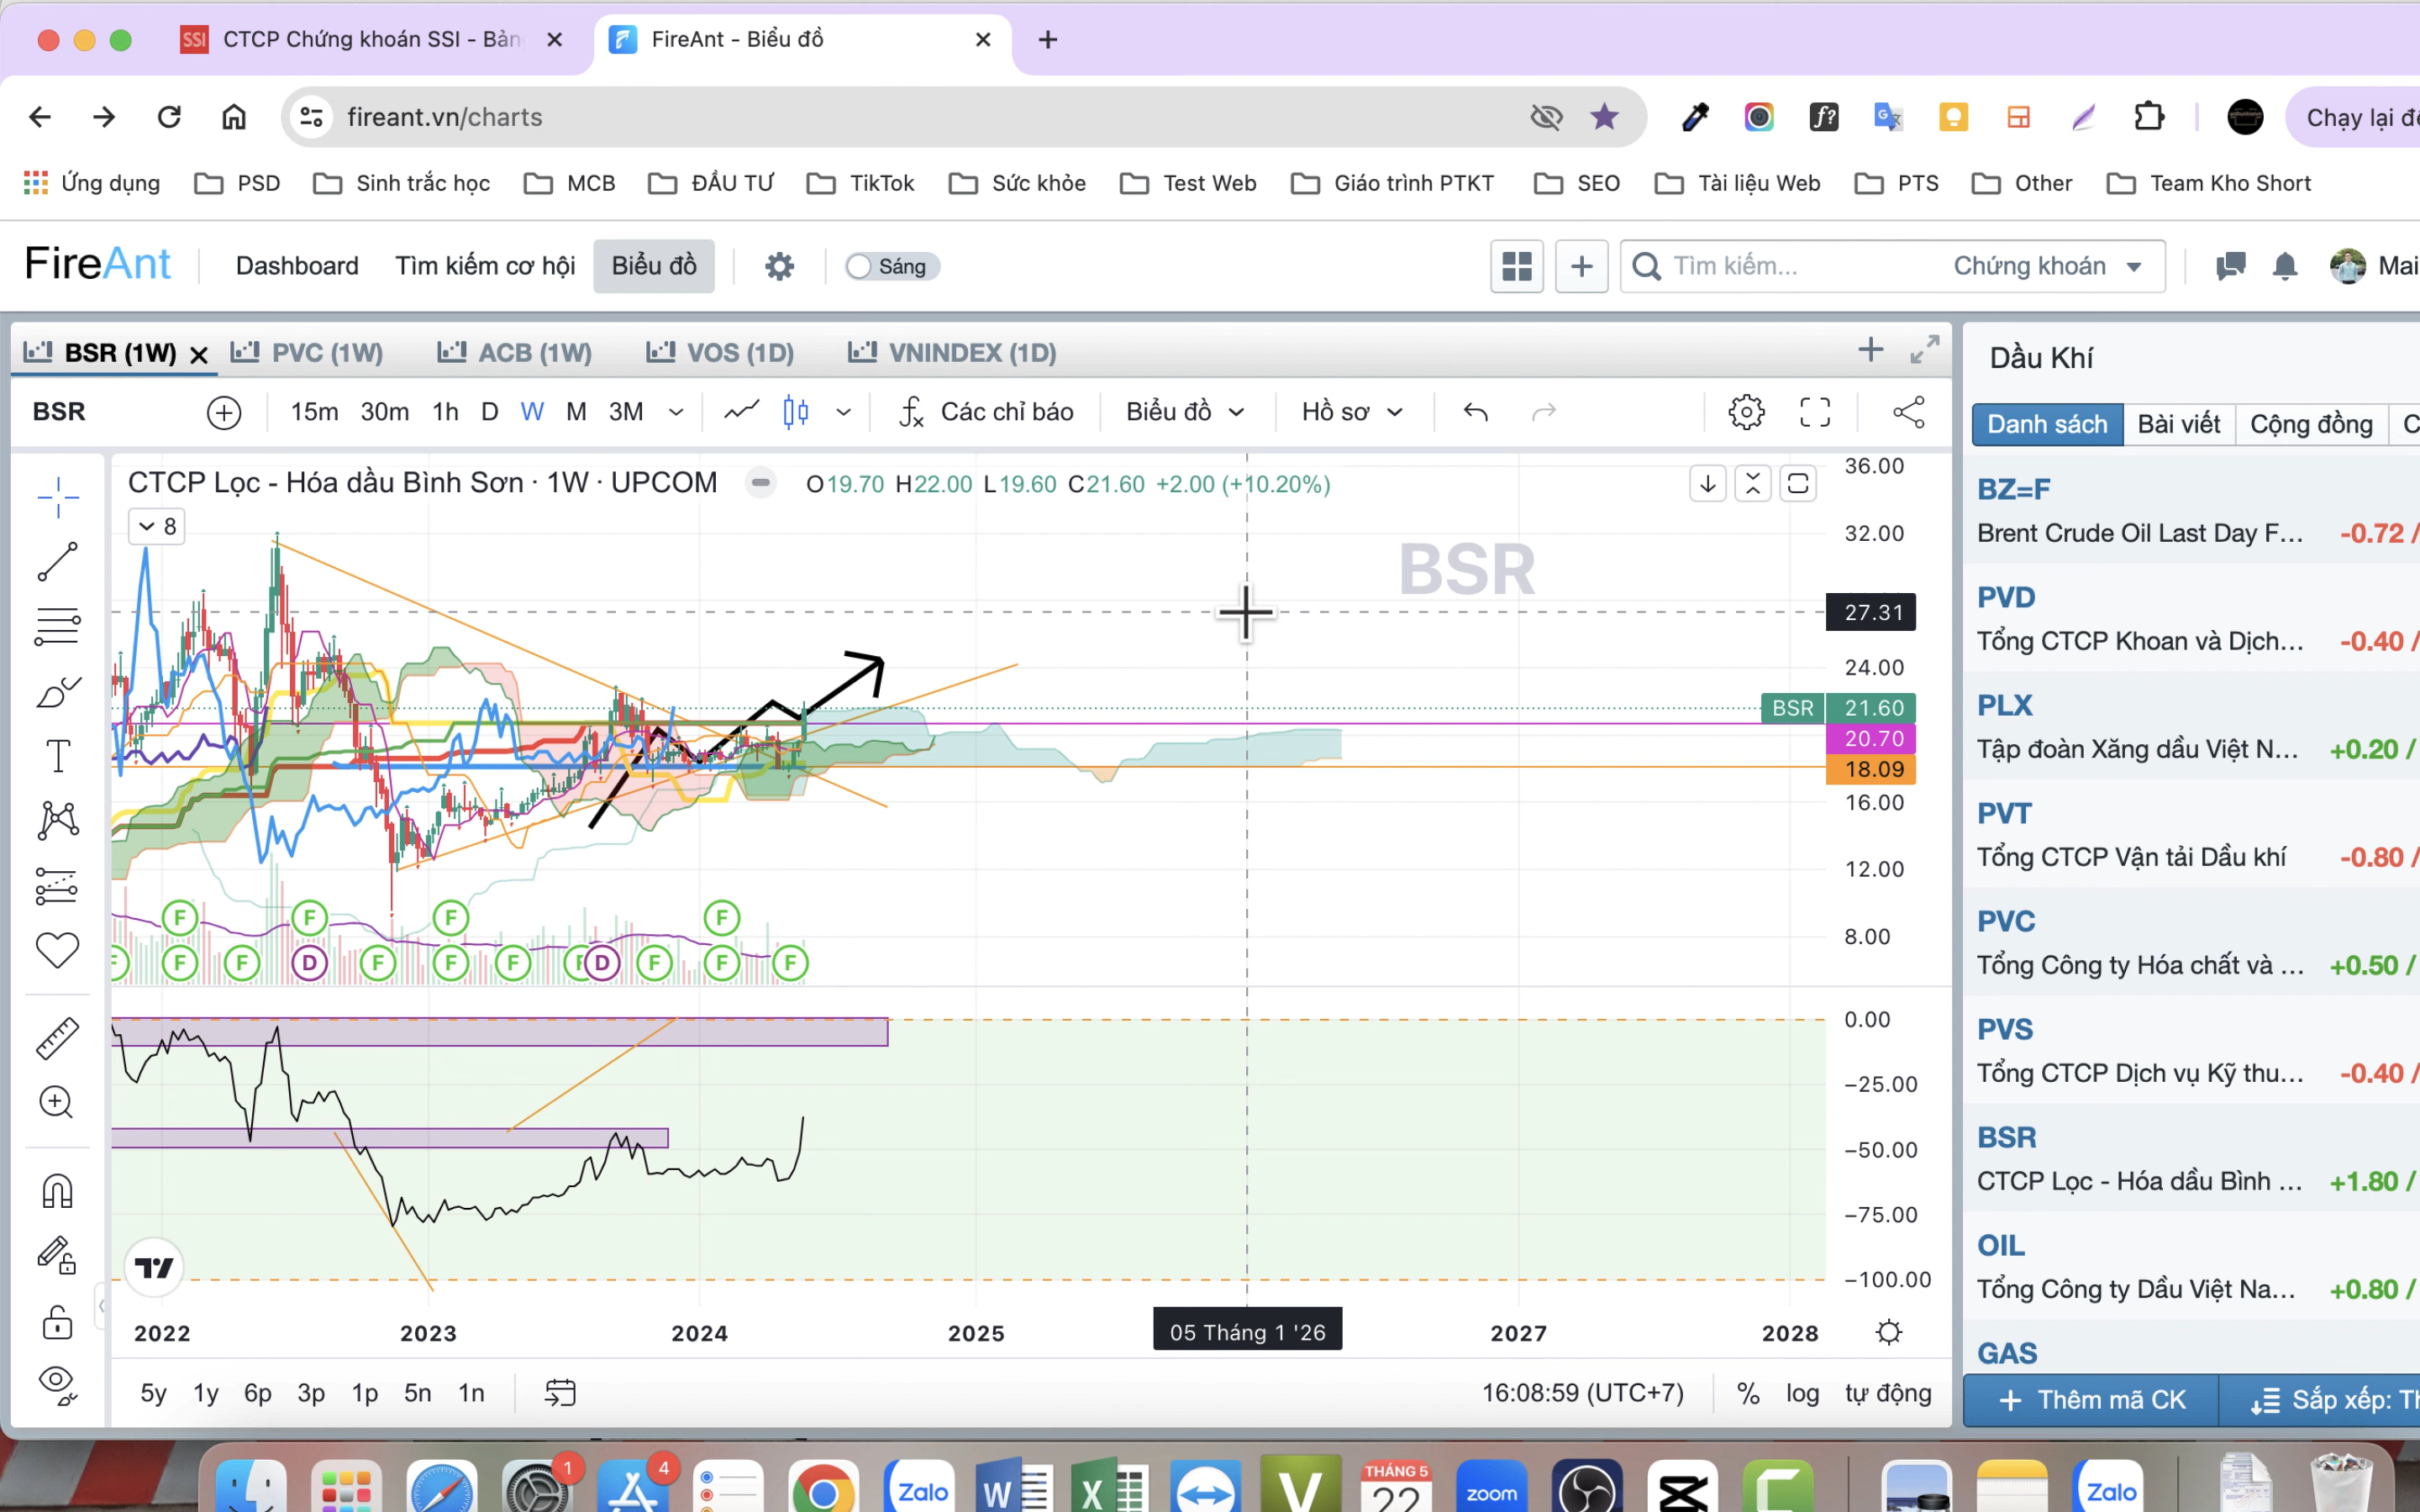 SSI CTCP Chứng khoán SSI - Bản
FireAnt - Biểu đồ
fireant.vn/charts
Chạy lại để
Ứng dụng PSD Sinh trắc học MCB ĐẦU TƯ TikTok Sức khỏe Test Web Giáo trình PTKT SEO Tài liệu Web PTS Other Team Kho Short
FireAnt Dashboard Tìm kiếm cơ hội Biểu đồ Sáng Tìm kiếm... Chứng khoán Mai
BSR (1W) PVC (1W) ACB (1W) VOS (1D) VNINDEX (1D)
BSR 15m 30m 1h D W M 3M Các chỉ báo Biểu đồ Hồ sơ
CTCP Lọc - Hóa dầu Bình Sơn · 1W · UPCOM O19.70 H22.00 L19.60 C21.60 +2.00 (+10.20%)
8
BSR
36.00
32.00
27.31
24.00
BSR 21.60
20.70
18.09
16.00
12.00
8.00
F F F F
F F F D F F F F D F F F
0.00
−25.00
−50.00
−75.00
−100.00
2022 2023 2024 2025 05 Tháng 1 '26 2027 2028
5y 1y 6p 3p 1p 5n 1n 16:08:59 (UTC+7) % log tự động
Dầu Khí
Danh sách Bài viết Cộng đồng C
BZ=F
Brent Crude Oil Last Day F... -0.72 /
PVD
Tổng CTCP Khoan và Dịch... -0.40 /
PLX
Tập đoàn Xăng dầu Việt N... +0.20 /
PVT
Tổng CTCP Vận tải Dầu khí -0.80 /
PVC
Tổng Công ty Hóa chất và ... +0.50 /
PVS
Tổng CTCP Dịch vụ Kỹ thu... -0.40 /
BSR
CTCP Lọc - Hóa dầu Bình ... +1.80 /
OIL
Tổng Công ty Dầu Việt Na... +0.80 /
GAS
Thêm mã CK Sắp xếp: Th
1 4 Zalo W X V THÁNG 5 22 zoom C Zalo